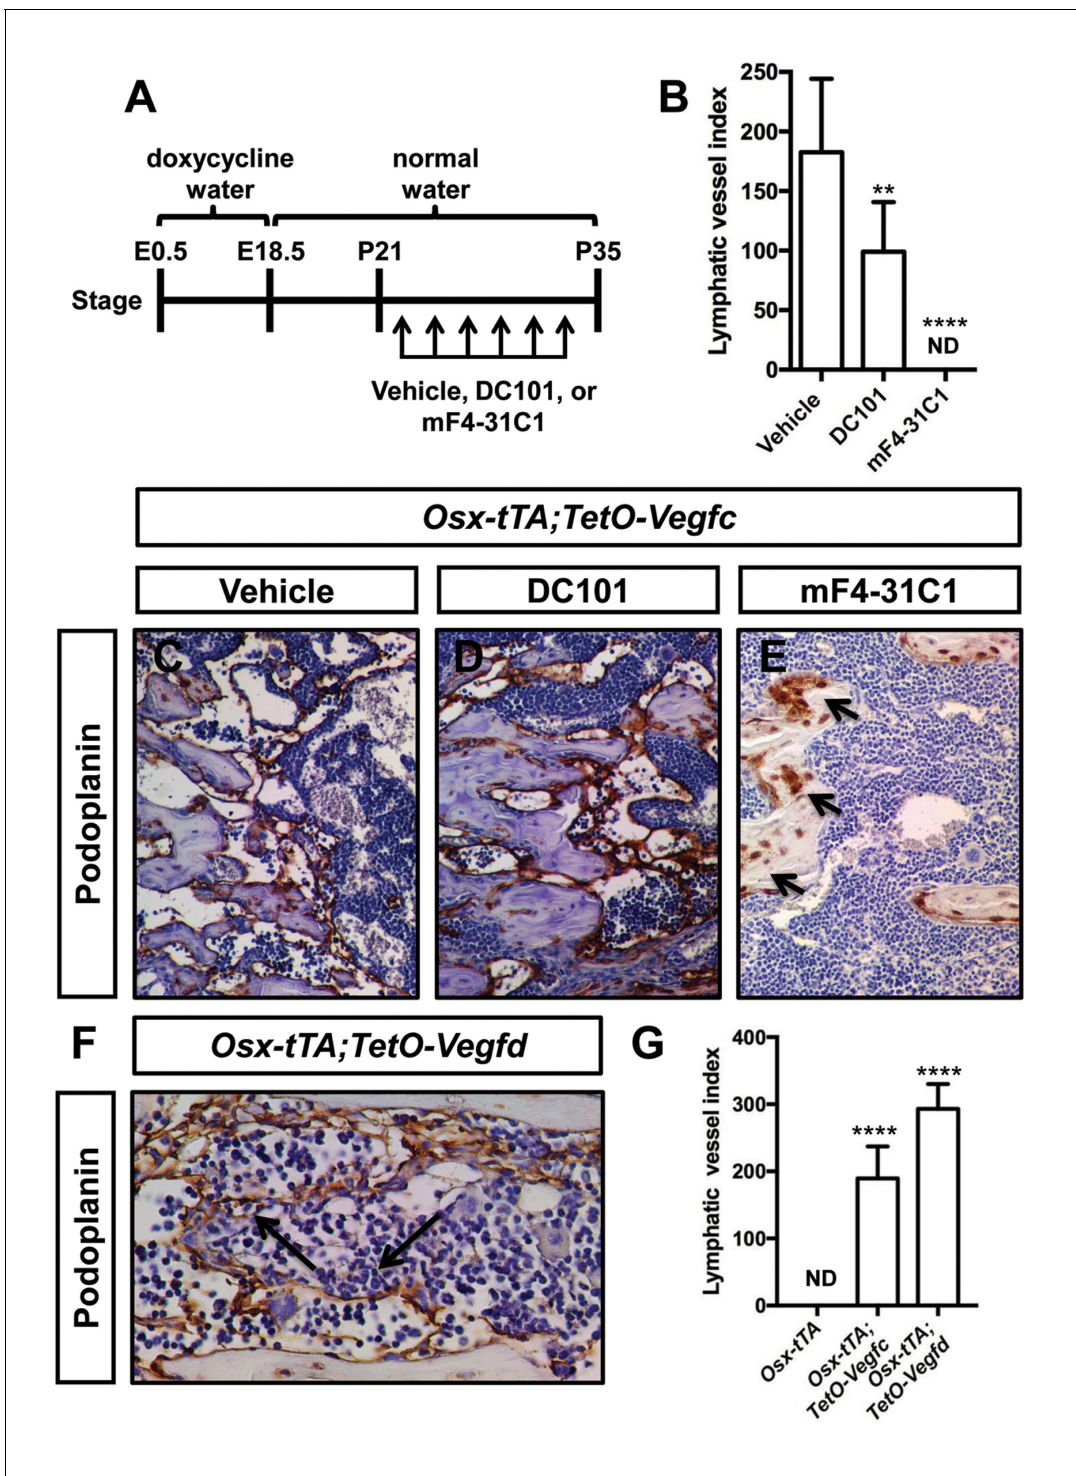 A
doxycycline
water
normal
water
E0.5
E18.5
P21
P35
Stage
Vehicle, DC101, or
mF4-31C1
B
Lymphatic vessel index
250
200
150
100
50
0
**
****
ND
Vehicle
DC101
mF4-31C1
Osx-tTA;TetO-Vegfc
Vehicle
DC101
mF4-31C1
Podoplanin
C
D
E
F
Osx-tTA;TetO-Vegfd
Podoplanin
G
Lymphatic vessel index
400
300
200
100
0
ND
****
****
Osx-tTA
Osx-tTA;
TetO-Vegfc
Osx-tTA;
TetO-Vegfd